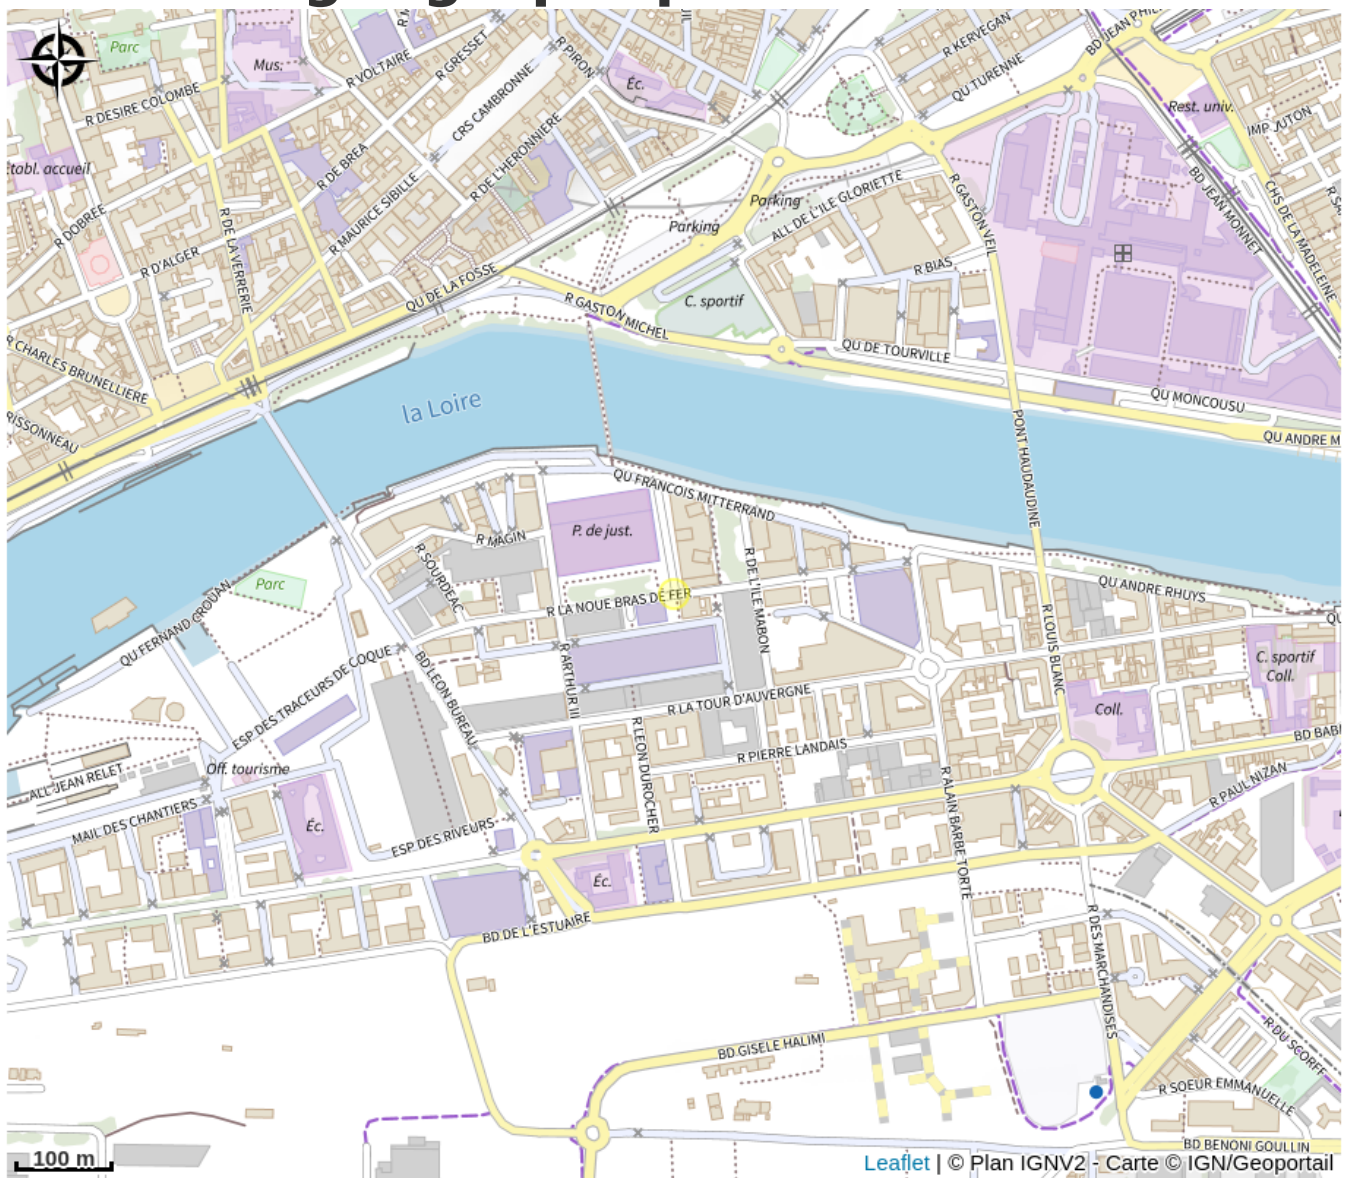 Parc
Mus.
R VOLTAIRE
R GRESSET
R PIRON
Éc.
R KERVEGAN
QU TURENNE
BD JEAN PHIL
Rest. univ.
IMP JUTON
R DESIRE COLOMBE
CRS CAMBRONNE
R DE L'HERONNIERE
R DE BREA
R MAURICE SIBILLE
R DOBREE
R D'ALGER
R DE LA VERRERIE
Parking
Parking
ALL DE L'ILE GLORIETTE
R GASTON VEIL
R BIAS
BD JEAN MONNET
CHS DE LA MADELEINE
QU DE LA FOSSE
R GASTON MICHEL
C. sportif
QU DE TOURVILLE
QU MONCOUSU
QU ANDRE M
R CHARLES BRUNELLIERE
RISSONNEAU
la Loire
PONT HAUDAUDINE
QU FRANCOIS MITTERRAND
P. de just.
R MAGIN
R SOURDEAC
R LA NOUE BRAS DE FER
R DE L'ILE MABON
QU ANDRE RHUYS
R LOUIS BLANC
Parc
QU FERNAND CROUAN
ESP DES TRACEURS DE COQUE
BD LEON BUREAU
R ARTHUR III
R LA TOUR D'AUVERGNE
R LEON DUROCHER
R PIERRE LANDAIS
C. sportif
Coll.
Coll.
BD BABI
R PAUL NIZAN
ALL JEAN RELET
Off. tourisme
MAIL DES CHANTIERS
Éc.
ESP DES RIVEURS
R ALAIN BARBE TORTE
Éc.
BD DE L'ESTUAIRE
R DES MARCHANDISES
BD GISELE HALIMI
R DU SCORFF
R SOEUR EMMANUELLE
BD BENONI GOULLIN
100 m
Leaflet | © Plan IGNV2 - Carte © IGN/Geoportail